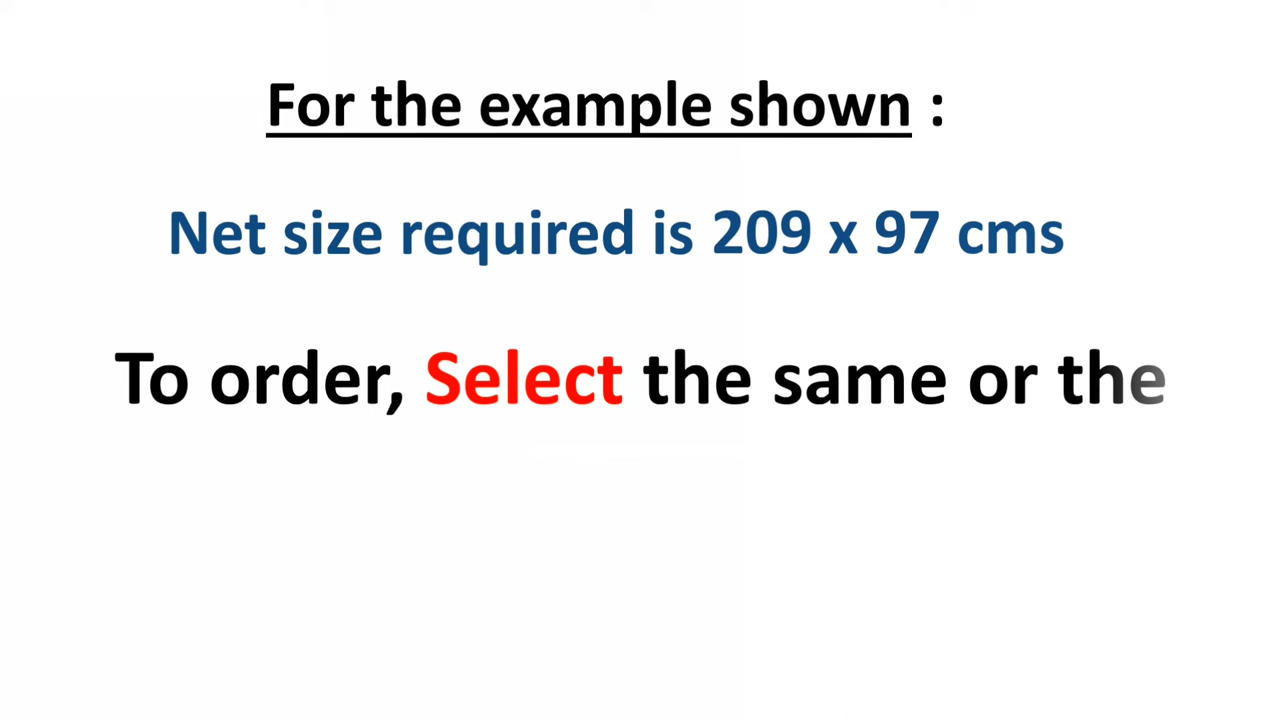 For the example shown :
Net size required is 209 x 97 cms
To order, Select the same or the